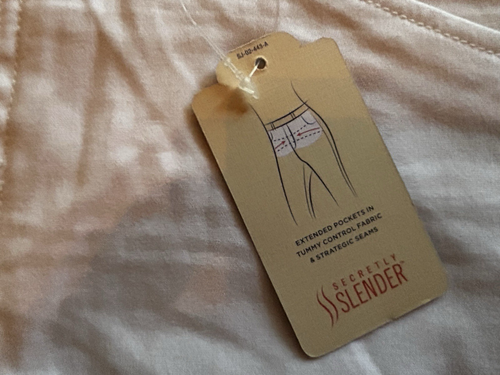 EXTENDED POCKETS IN
TUMMY CONTROL FABRIC
& STRATEGIC SEAMS
SECRETLY
SLENDER